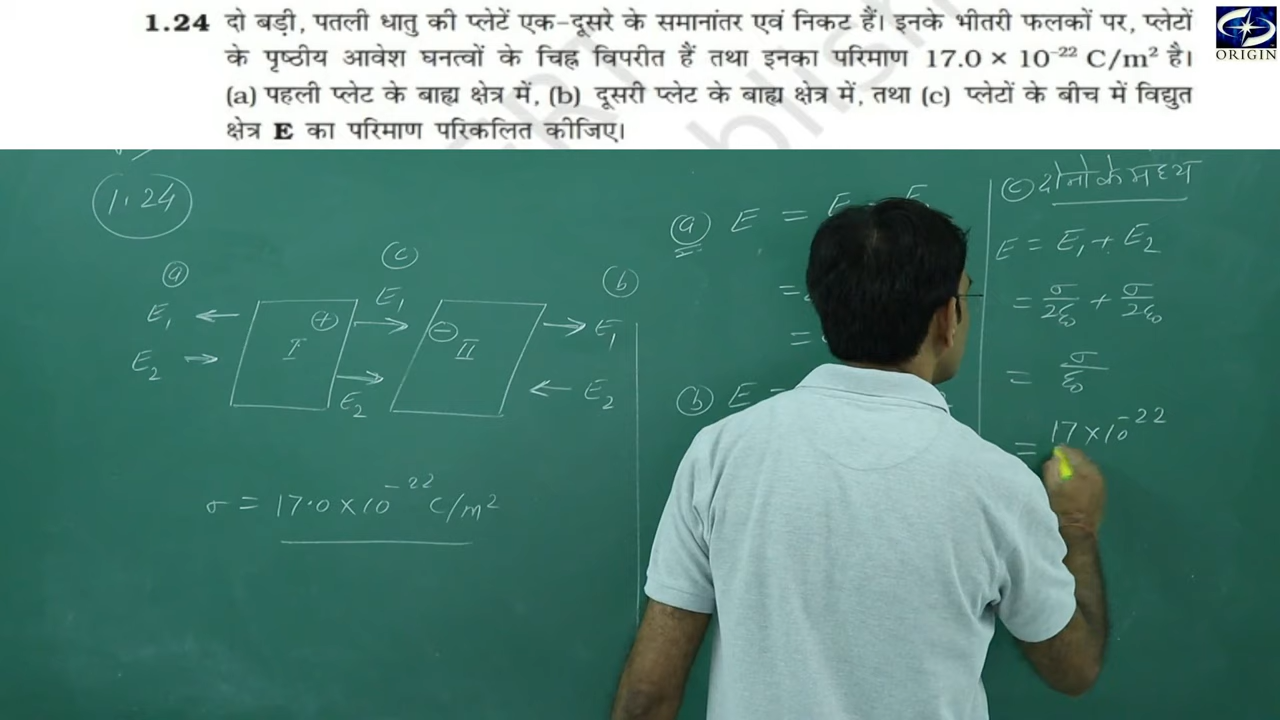 1.24 दो बड़ी, पतली धातु की प्लेटें एक-दूसरे के समानांतर एवं निकट हैं। इनके भीतरी फलकों पर, प्लेटों
के पृष्ठीय आवेश घनत्वों के चिह्न विपरीत हैं तथा इनका परिमाण 17.0 × 10⁻²² C/m² है।
(a) पहली प्लेट के बाह्य क्षेत्र में, (b) दूसरी प्लेट के बाह्य क्षेत्र में, तथा (c) प्लेटों के बीच में विद्युत
क्षेत्र E का परिमाण परिकलित कीजिए।
ORIGIN
1.24
(a)
(c)
(b)
E₁
E₁
E₁
+
−
I
II
E₂
E₂
E₂
σ = 17.0 × 10⁻²² C/m²
(a) E =
=
=
(b) E =
(c) दोनों के मध्य
E = E₁ + E₂
= σ/2ε₀ + σ/2ε₀
= σ/ε₀
= 17 × 10⁻²²